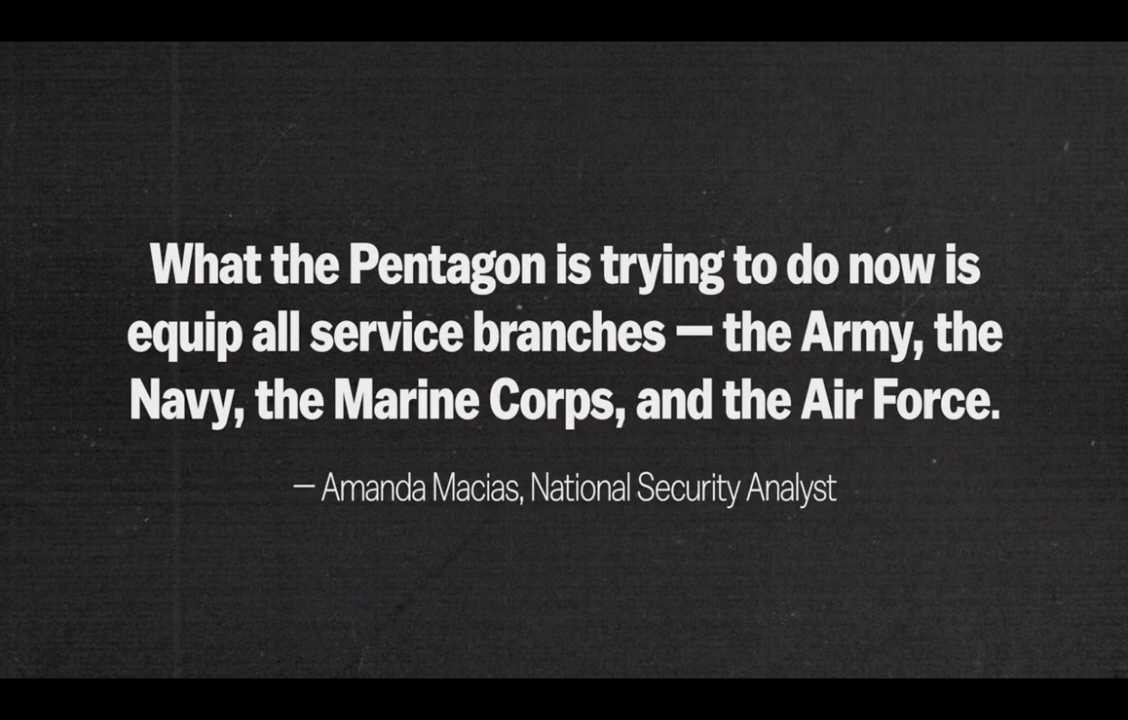 What the Pentagon is trying to do now is
equip all service branches — the Army, the
Navy, the Marine Corps, and the Air Force.
— Amanda Macias, National Security Analyst